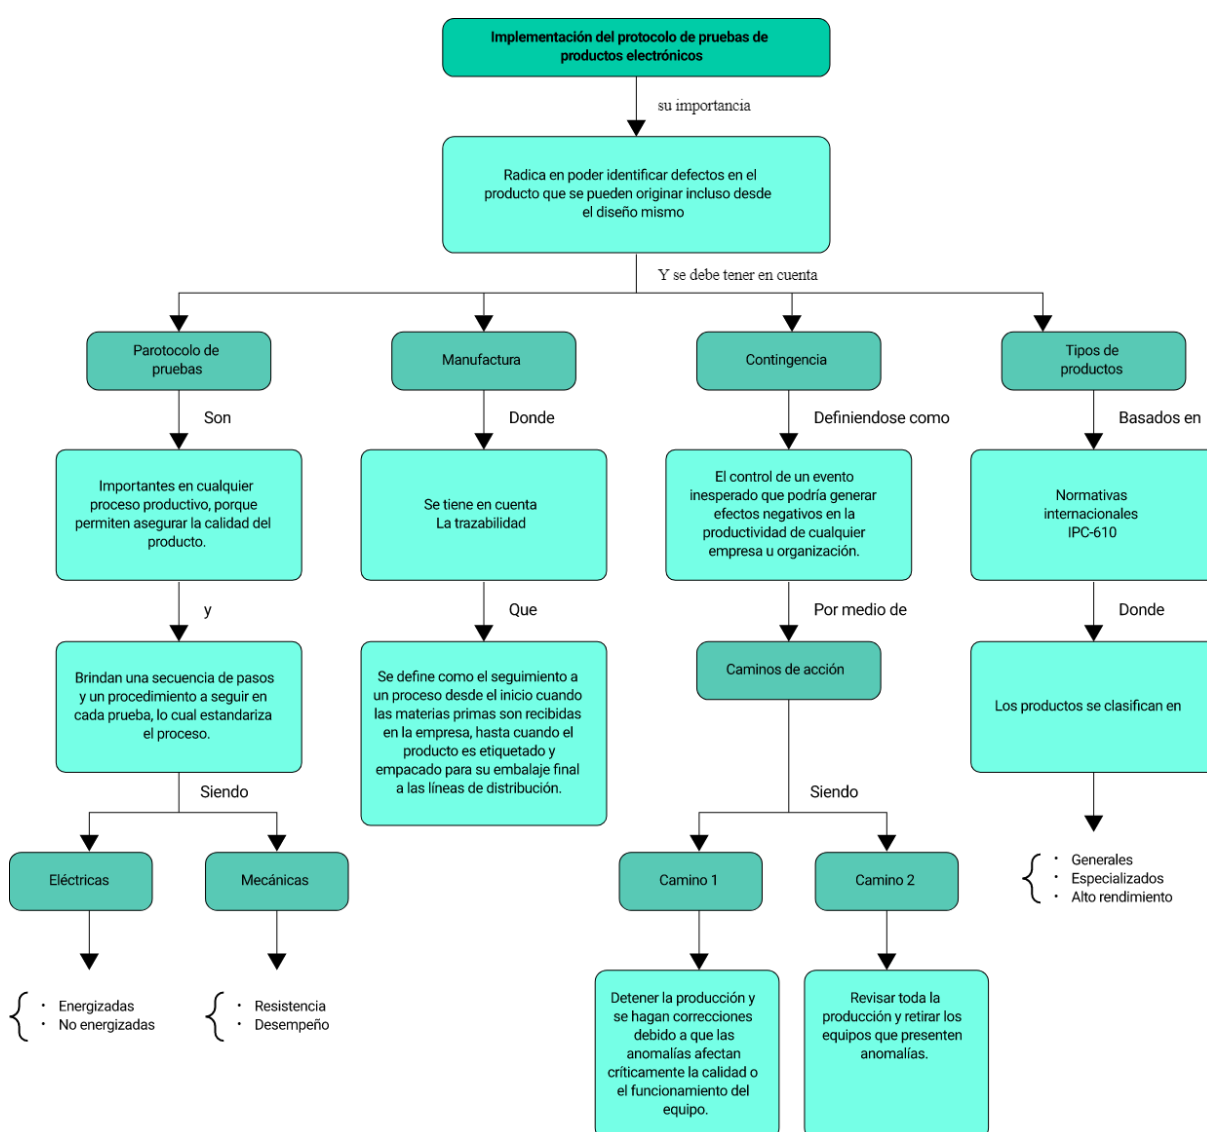 Implementación del protocolo de pruebas de
productos electrónicos
su importancia
Radica en poder identificar defectos en el
producto que se pueden originar incluso desde
el diseño mismo
Y se debe tener en cuenta
Parotocolo de
pruebas
Manufactura
Contingencia
Tipos de
productos
Son
Donde
Definiendose como
Basados en
Importantes en cualquier
proceso productivo, porque
permiten asegurar la calidad del
producto.
Se tiene en cuenta
La trazabilidad
El control de un evento
inesperado que podría generar
efectos negativos en la
productividad de cualquier
empresa u organización.
Normativas
internacionales
IPC-610
y
Que
Por medio de
Donde
Brindan una secuencia de pasos
y un procedimiento a seguir en
cada prueba, lo cual estandariza
el proceso.
Se define como el seguimiento a
un proceso desde el inicio cuando
las materias primas son recibidas
en la empresa, hasta cuando el
producto es etiquetado y
empacado para su embalaje final
a las líneas de distribución.
Caminos de acción
Los productos se clasifican en
Siendo
Siendo
Eléctricas
Mecánicas
Camino 1
Camino 2
· Generales
· Especializados
· Alto rendimiento
· Energizadas
· No energizadas
· Resistencia
· Desempeño
Detener la producción y
se hagan correcciones
debido a que las
anomalías afectan
críticamente la calidad o
el funcionamiento del
equipo.
Revisar toda la
producción y retirar los
equipos que presenten
anomalías.